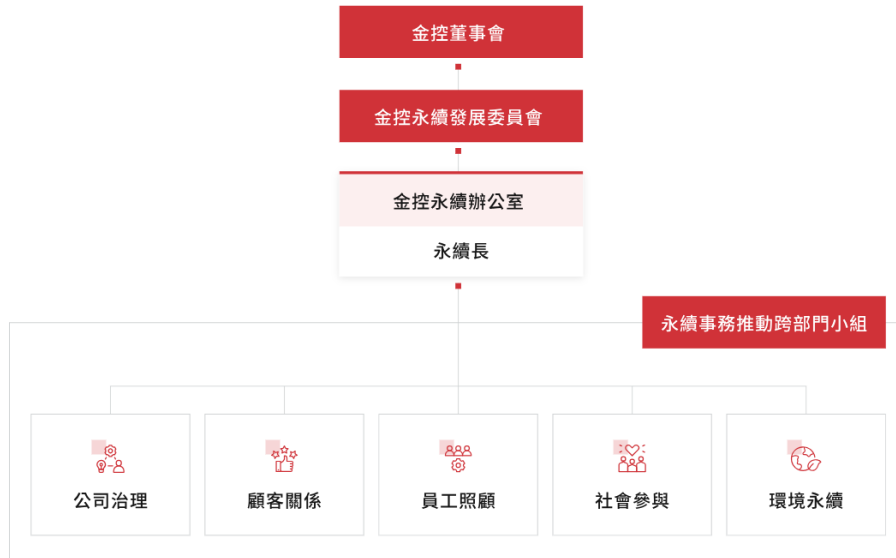 金控董事會
金控永續發展委員會
金控永續辦公室
永續長
永續事務推動跨部門小組
公司治理
顧客關係
員工照顧
社會參與
環境永續